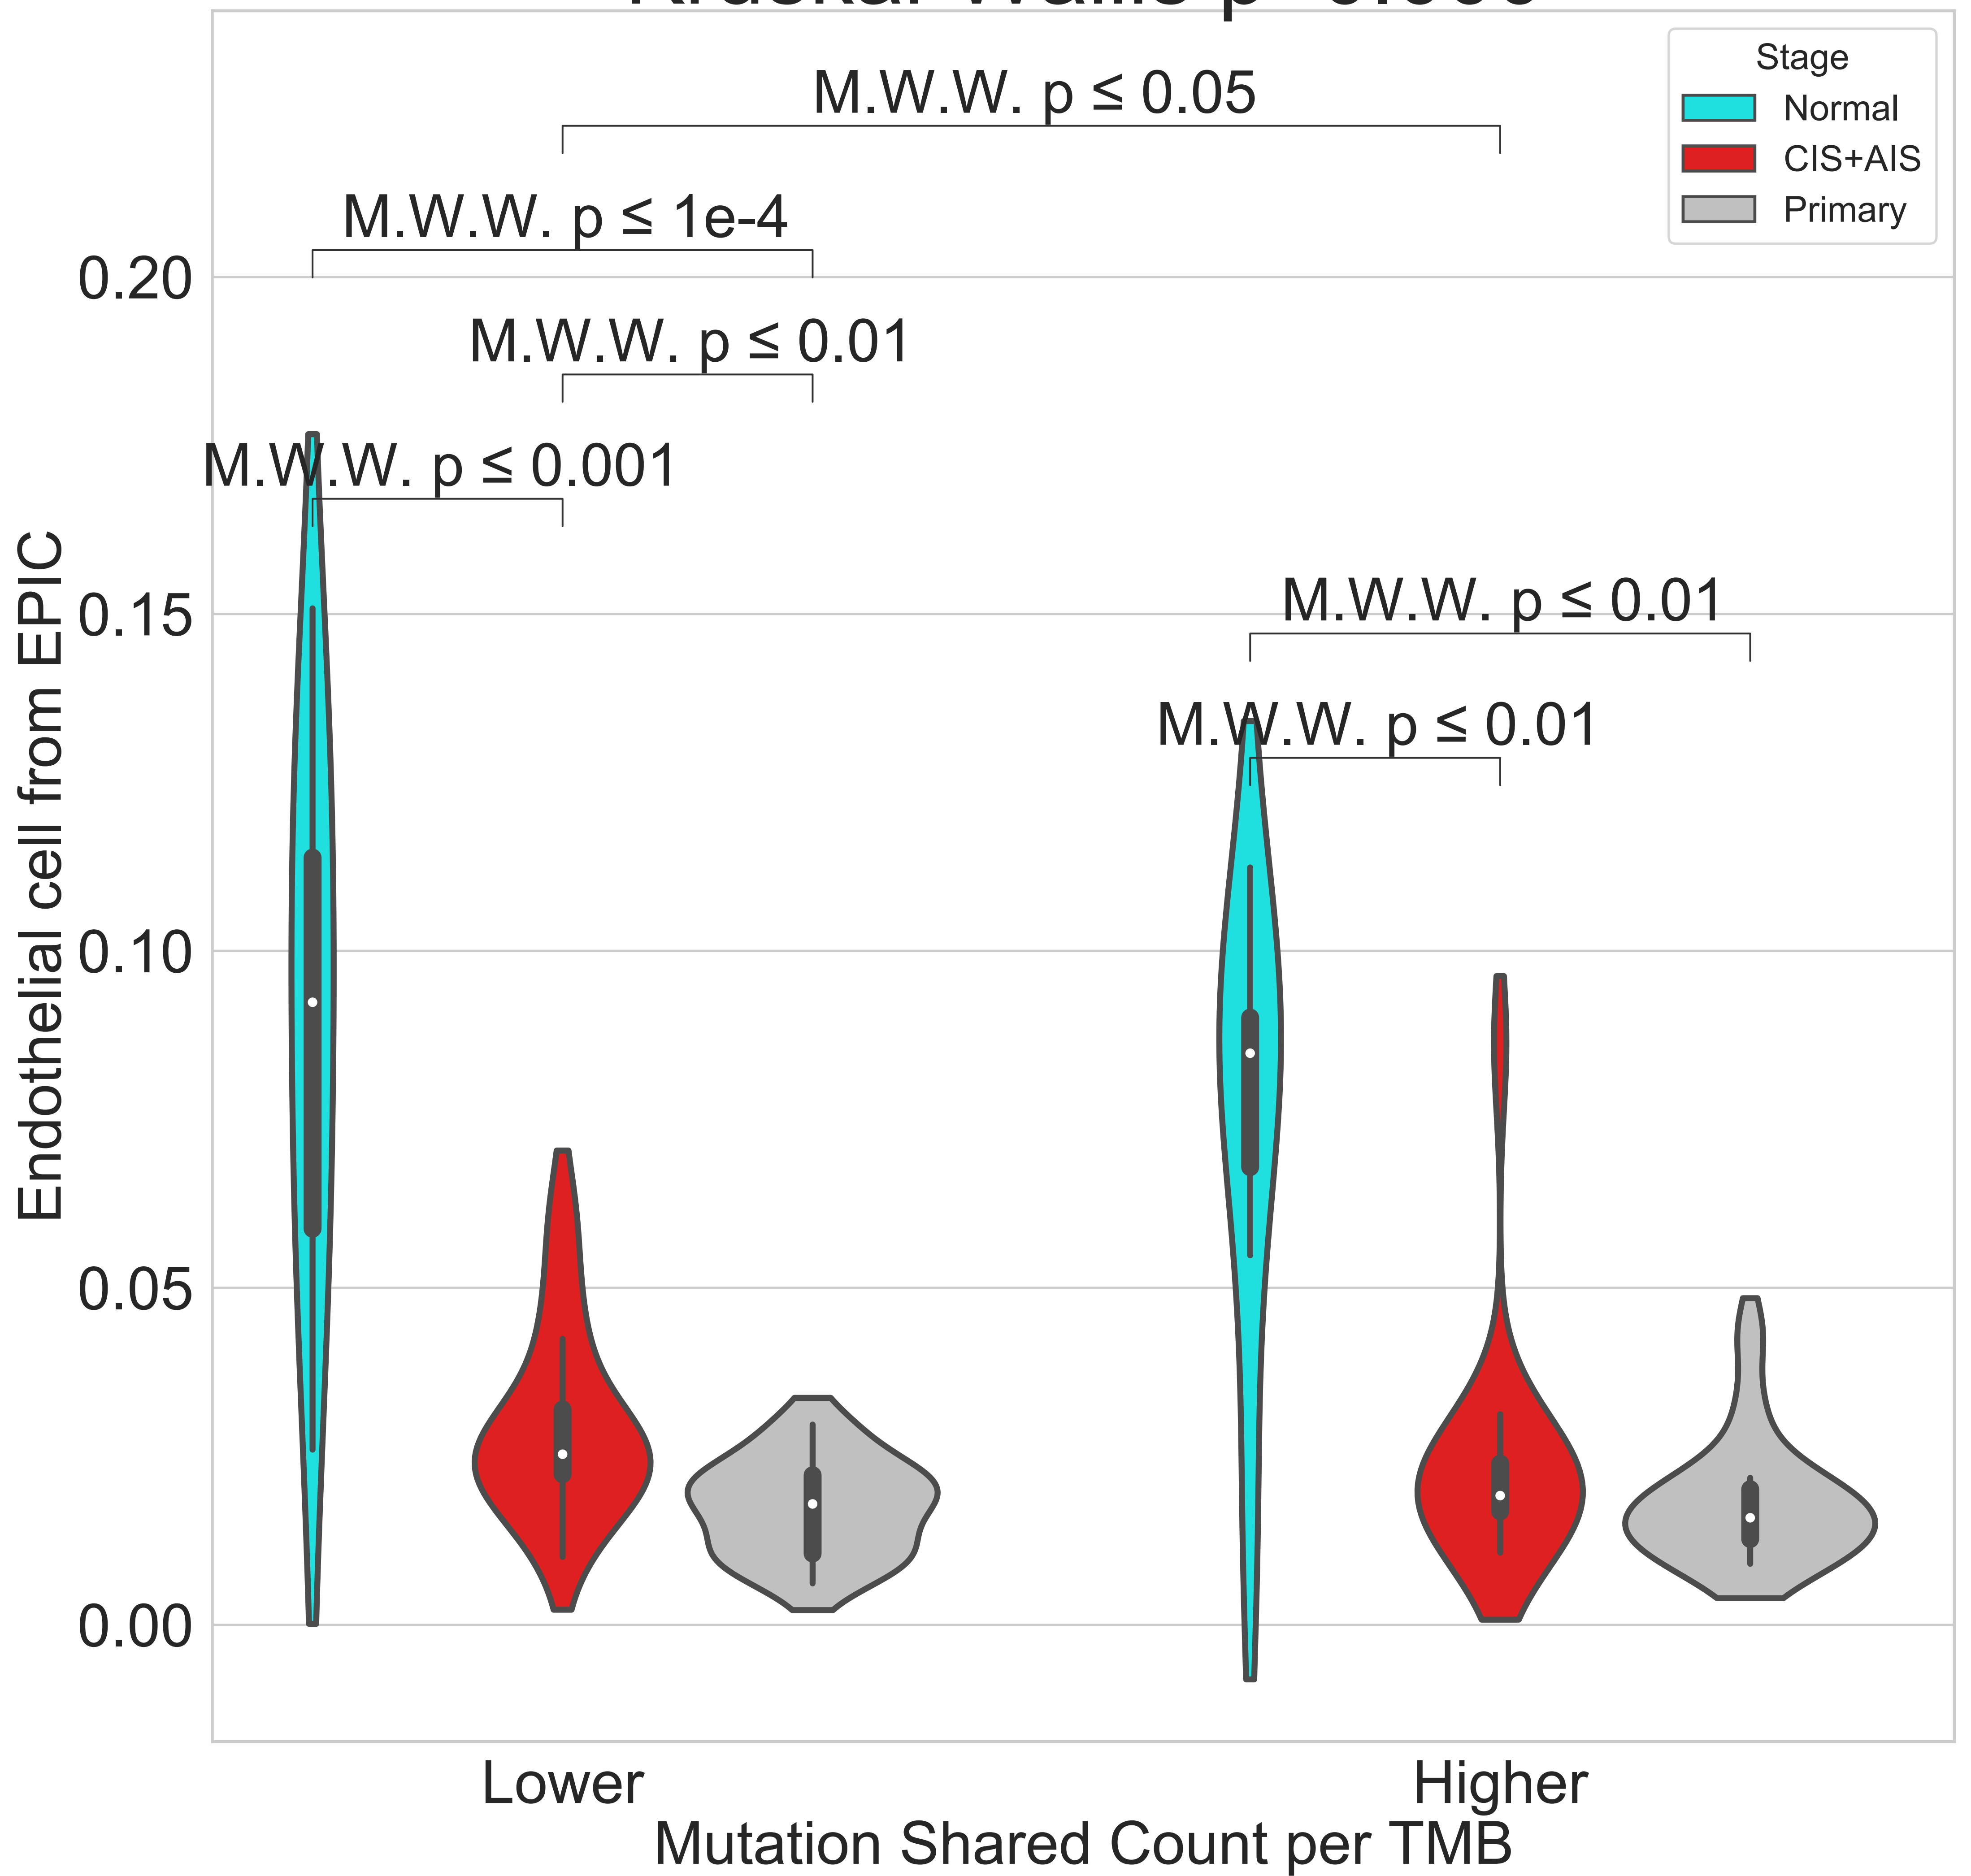 Stage
Normal
CIS+AIS
Primary
M.W.W. p ≤ 0.05
M.W.W. p ≤ 1e-4
M.W.W. p ≤ 0.01
M.W.W. p ≤ 0.001
M.W.W. p ≤ 0.01
M.W.W. p ≤ 0.01
0.20
0.15
0.10
0.05
0.00
Endothelial cell from EPIC
Lower
Higher
Mutation Shared Count per TMB